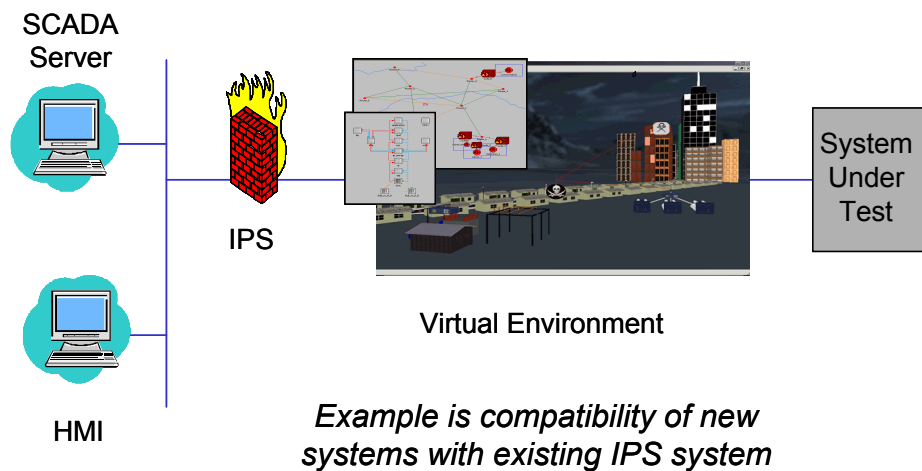 SCADA
Server
IPS
HMI
Virtual Environment
System
Under
Test
Example is compatibility of new
systems with existing IPS system